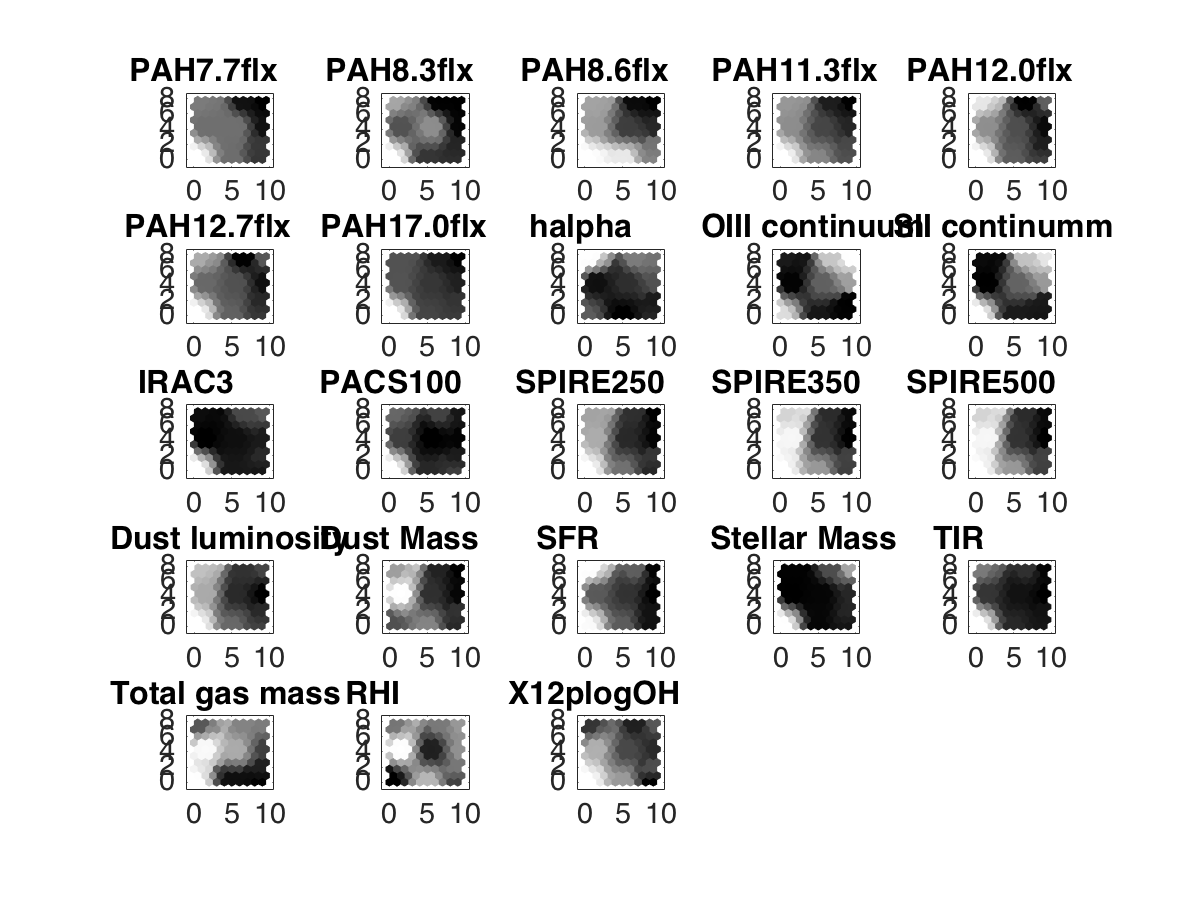 PAH7.7flx PAH8.3flx PAH8.6flx PAH11.3flx PAH12.0flx
8 6 4 2 0 8 6 4 2 0 8 6 4 2 0 8 6 4 2 0 8 6 4 2 0
0 5 10 0 5 10 0 5 10 0 5 10 0 5 10
PAH12.7flx PAH17.0flx halpha OIII continuum SII continumm
8 6 4 2 0 8 6 4 2 0 8 6 4 2 0 8 6 4 2 0 8 6 4 2 0
0 5 10 0 5 10 0 5 10 0 5 10 0 5 10
IRAC3 PACS100 SPIRE250 SPIRE350 SPIRE500
8 6 4 2 0 8 6 4 2 0 8 6 4 2 0 8 6 4 2 0 8 6 4 2 0
0 5 10 0 5 10 0 5 10 0 5 10 0 5 10
Dust luminosity Dust Mass SFR Stellar Mass TIR
8 6 4 2 0 8 6 4 2 0 8 6 4 2 0 8 6 4 2 0 8 6 4 2 0
0 5 10 0 5 10 0 5 10 0 5 10 0 5 10
Total gas mass RHI X12plogOH
8 6 4 2 0 8 6 4 2 0 8 6 4 2 0
0 5 10 0 5 10 0 5 10